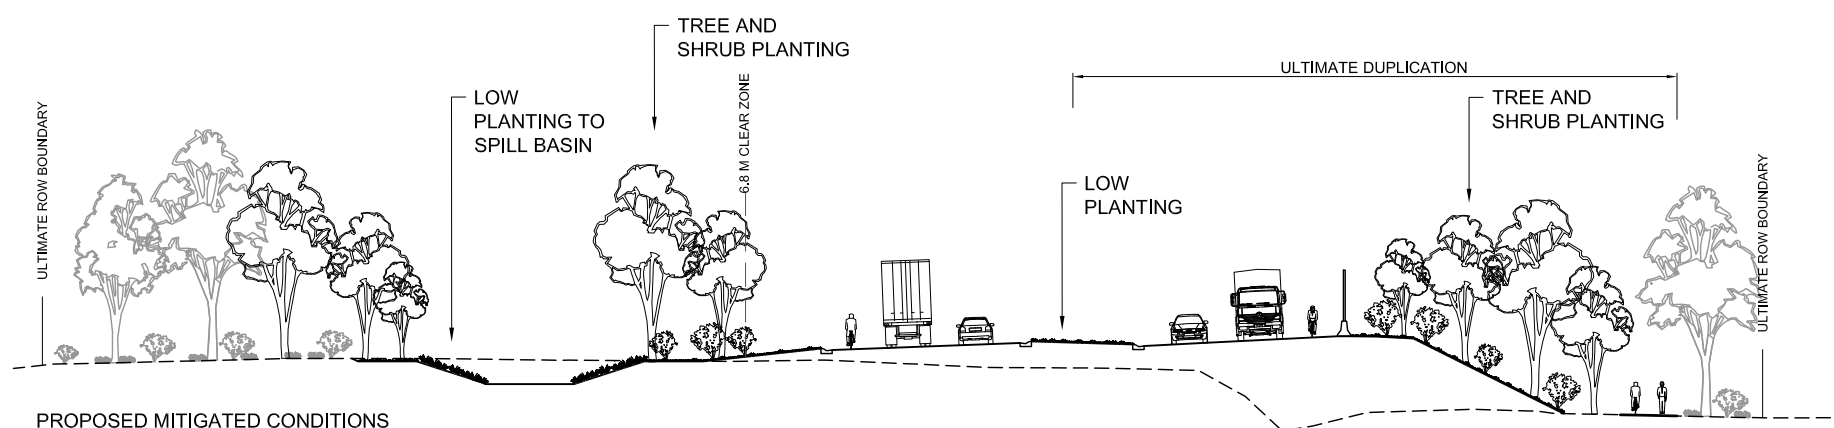 TREE AND
SHRUB PLANTING
ULTIMATE DUPLICATION
LOW
PLANTING TO
SPILL BASIN
TREE AND
SHRUB PLANTING
6.8 M CLEAR ZONE
ULTIMATE ROW BOUNDARY
LOW
PLANTING
ULTIMATE ROW BOUNDARY
PROPOSED MITIGATED CONDITIONS